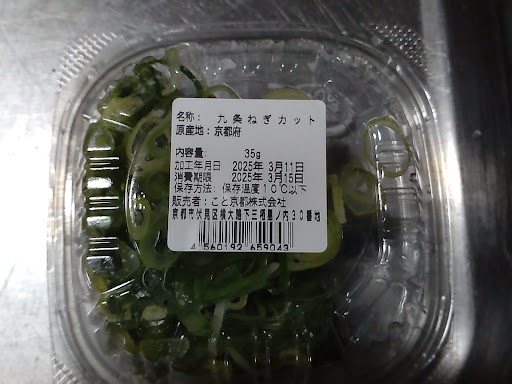 名称: 九条ねぎカット
原産地:京都府
内容量: 35g
加工年月日 2025年 3月11日
消費期限 2025年 3月15日
保存方法: 保存温度10℃以下
販売者:こと京都株式会社
京都市伏見区横大路下三栖里ノ内30番地
4560192 659043